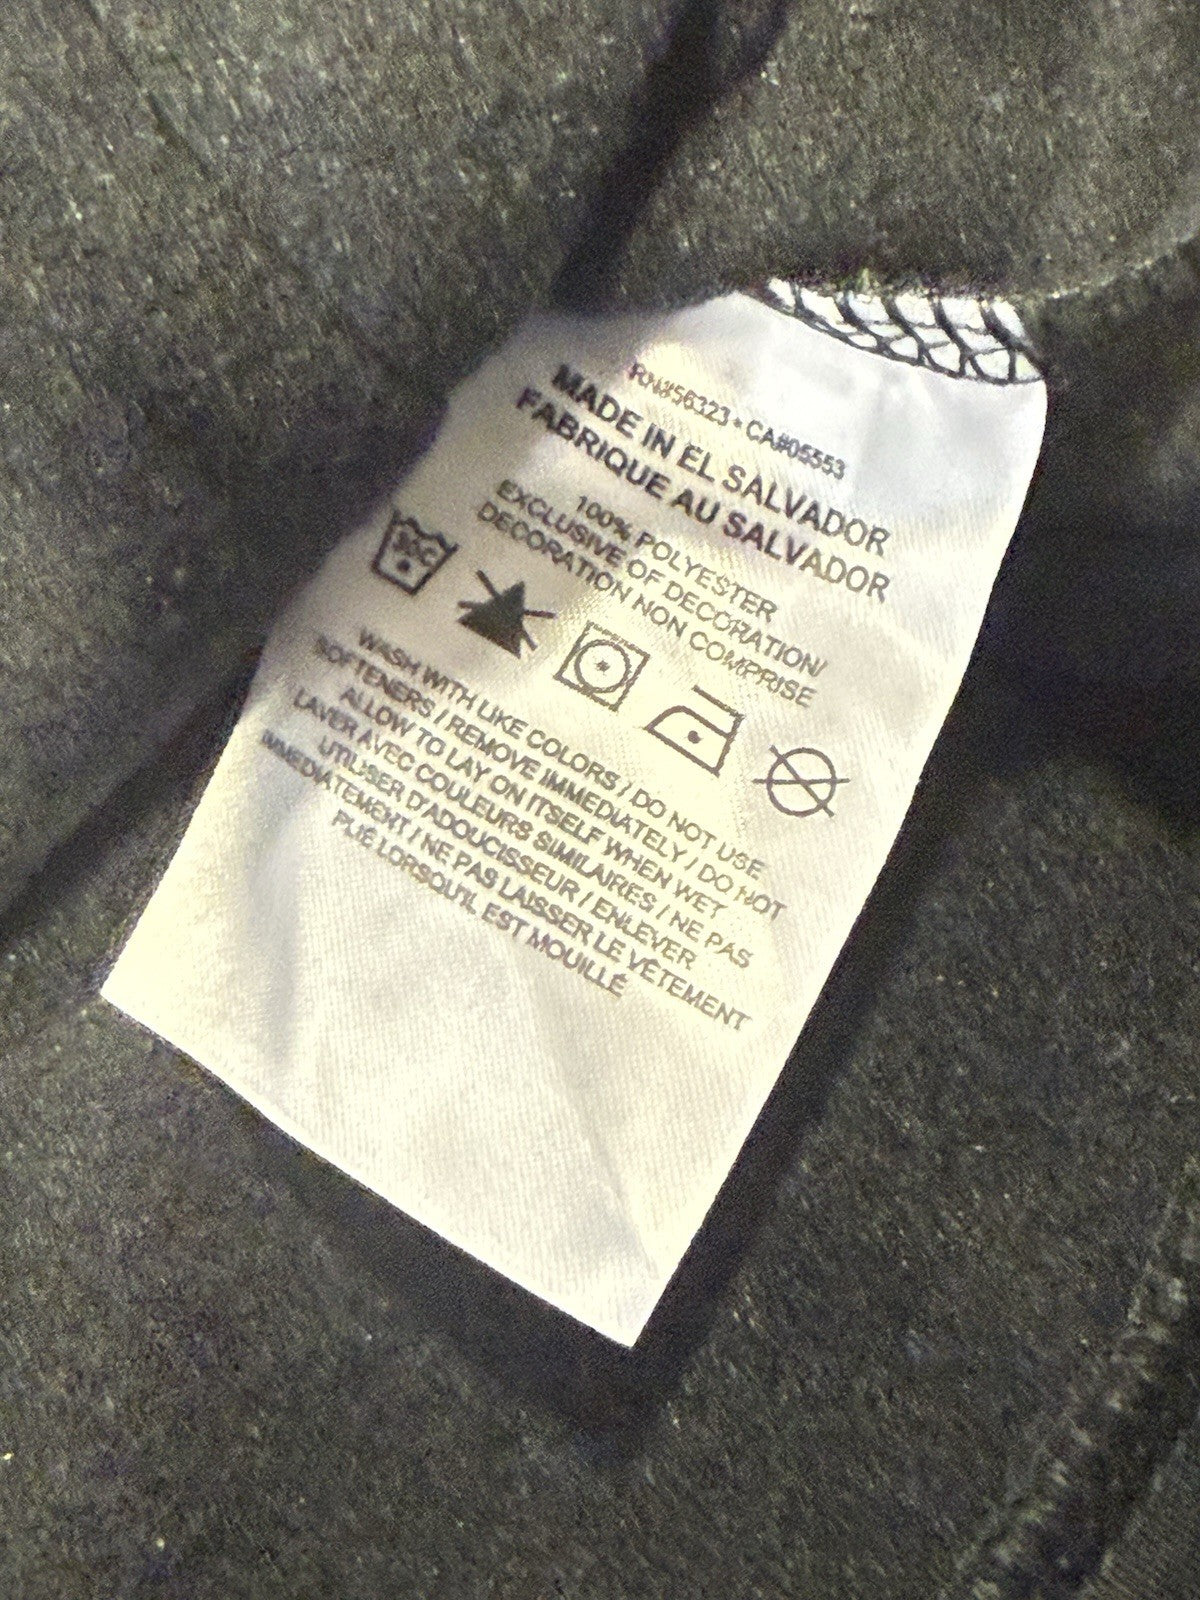 RN#56323 • CA#05553
MADE IN EL SALVADOR
FABRIQUE AU SALVADOR
100% POLYESTER
EXCLUSIVE OF DECORATION/
DECORATION NON COMPRISE
30C
WASH WITH LIKE COLORS / DO NOT USE
SOFTENERS / REMOVE IMMEDIATELY / DO NOT
ALLOW TO LAY ON ITSELF WHEN WET
LAVER AVEC COULEURS SIMILAIRES / NE PAS
UTILISER D'ADOUCISSEUR / ENLEVER
IMMEDIATEMENT / NE PAS LAISSER LE VÊTEMENT
PLIÉ LORSQU'IL EST MOUILLÉ